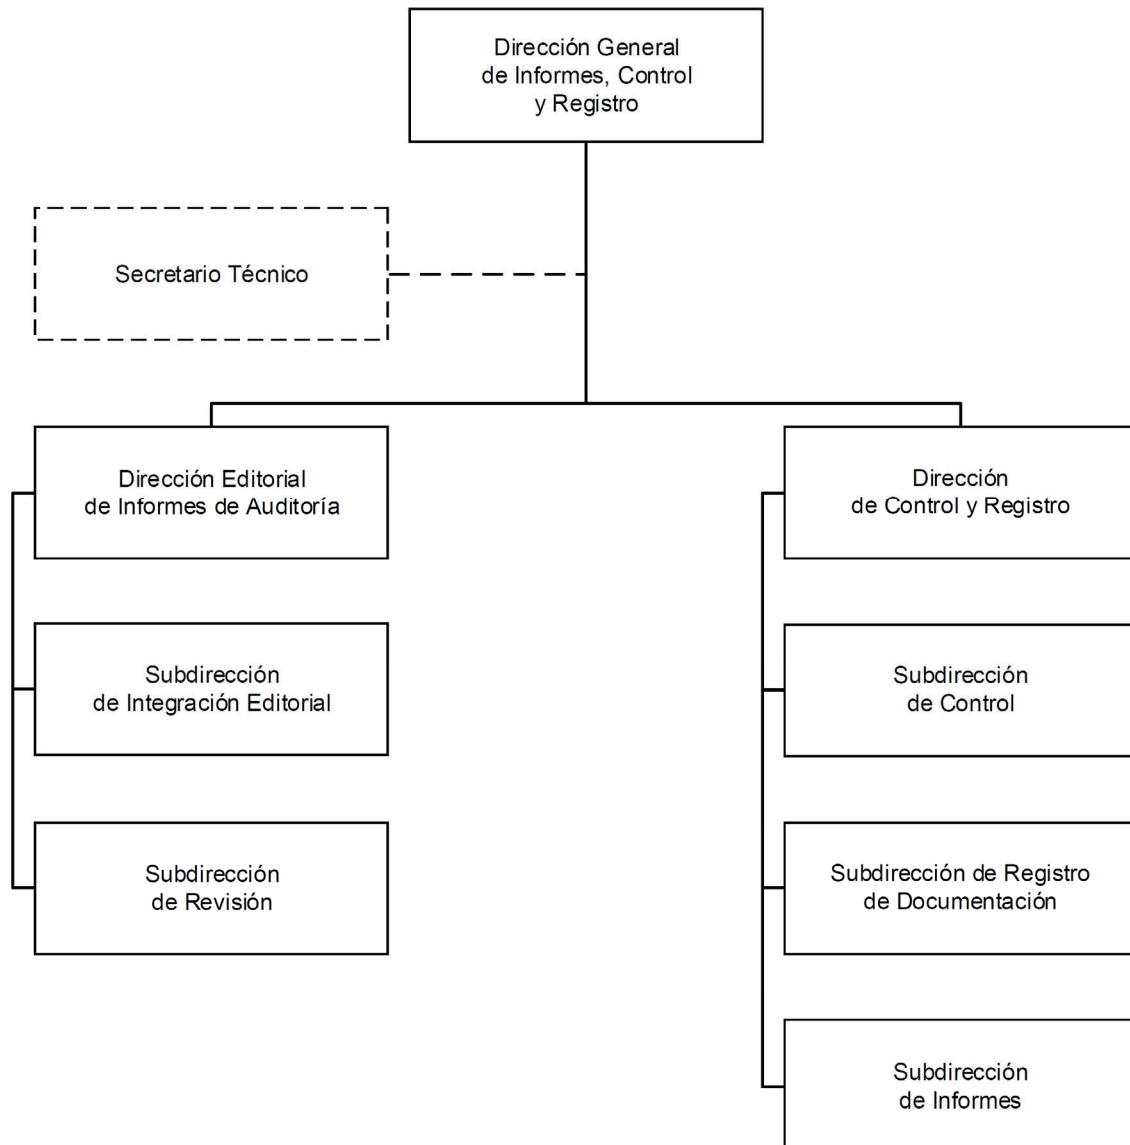 Dirección General
de Informes, Control
y Registro
Secretario Técnico
Dirección Editorial
de Informes de Auditoría
Subdirección
de Integración Editorial
Subdirección
de Revisión
Dirección
de Control y Registro
Subdirección
de Control
Subdirección de Registro
de Documentación
Subdirección
de Informes